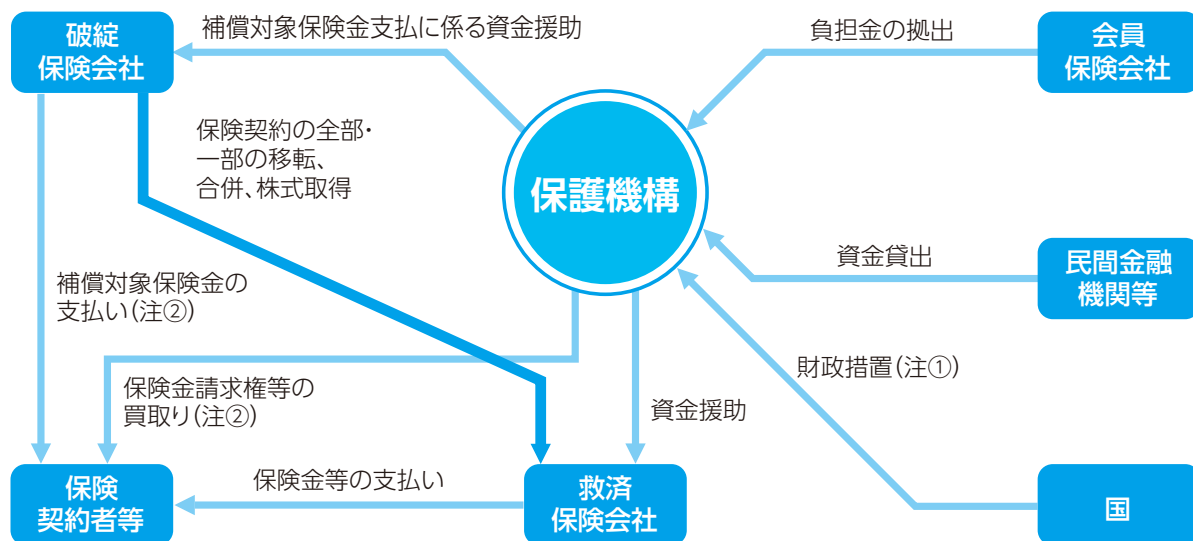 破綻
保険会社
補償対象保険金支払に係る資金援助
負担金の拠出
会員
保険会社
保険契約の全部・
一部の移転、
合併、株式取得
保護機構
資金貸出
民間金融
機関等
補償対象保険金の
支払い(注②)
財政措置(注①)
保険金請求権等の
買取り(注②)
資金援助
保険
契約者等
保険金等の支払い
救済
保険会社
国